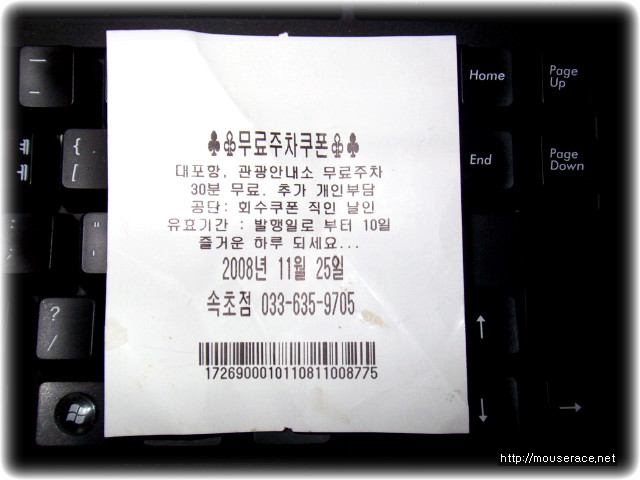 ♣♧무료주차쿠폰♧♣
대포항, 관광안내소 무료주차
30분 무료, 추가 개인부담
공단: 회수쿠폰 직인 날인
유효기간 : 발행일로 부터 10일
즐거운 하루 되세요...
2008년 11월 25일
속초점 033-635-9705
1726900010110811008775
Home
Page Up
End
Page Down
{
[
"
?
/
↑
↓
→
http://mouserace.net